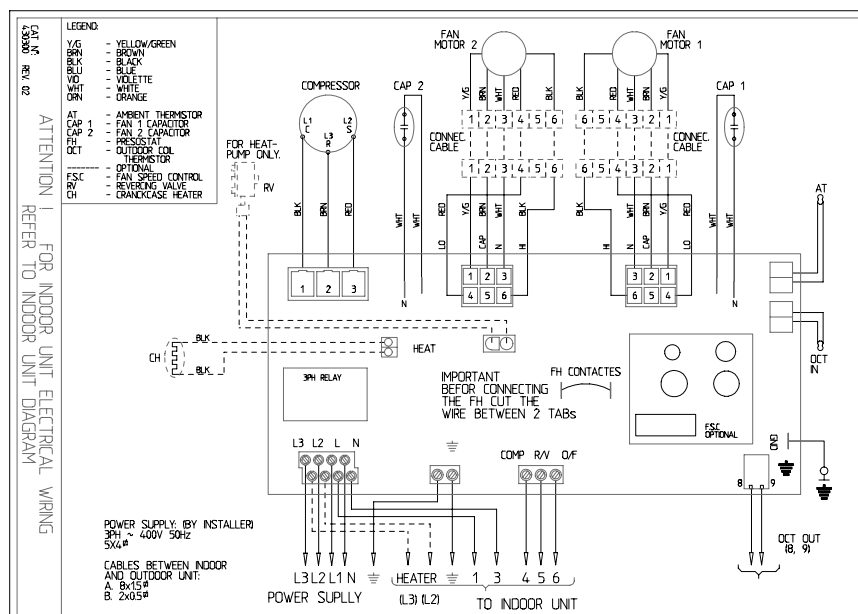 CAT Nº.
430300 REV. 02
ATTENTION ! FOR INDOOR UNIT ELECTRICAL WIRING
REFER TO INDOOR UNIT DIAGRAM
LEGEND:
Y/G - YELLOW/GREEN
BRN - BROWN
BLK - BLACK
BLU - BLUE
VIO - VIOLETTE
WHT - WHITE
ORN - ORANGE
AT - AMBIENT THERMISTOR
CAP 1 - FAN 1 CAPACITOR
CAP 2 - FAN 2 CAPACITOR
FH - PRESOSTAT
OCT - OUTDOOR COIL
THERMISTOR
------- - OPTIONAL
F.S.C - FAN SPEED CONTROL
RV - REVERCING VALVE
CH - CRANCKCASE HEATER
COMPRESSOR
L1 L2
C S
L3
R
BLK BRN RED
1 2 3
FOR HEAT-
PUMP ONLY.
RV
CAP 2
WHT WHT
N
FAN
MOTOR 2
Y/G BRN WHT RED BLK
1 2 3 4 5 6
CONNEC.
CABLE
1 2 3 4 5 6
RED Y/G BLK
LO CAP N HI
1 2 3
4 5 6
FAN
MOTOR 1
BLK RED WHT BRN Y/G
6 5 4 3 2 1
CONNEC.
CABLE
6 5 4 3 2 1
BLK WHT BRN Y/G RED
HI N CAP LO
3 2 1
6 5 4
CAP 1
WHT WHT
N
AT
OCT
IN
CH
BLK
BLK
HEAT
3PH RELAY
IMPORTANT
BEFOR CONNECTING
THE FH CUT THE
WIRE BETWEEN 2 TABs
FH CONTACTES
F.S.C
OPTIONAL
GND
L3 L2 L N
COMP R/V O/F
8 9
OCT OUT
(8, 9)
POWER SUPPLY: (BY INSTALLER)
3PH ~ 400V 50Hz
5X4⌀
CABLES BETWEEN INDOOR
AND OUTDOOR UNIT:
A. 8x1.5⌀
B. 2x0.5⌀
L3 L2 L1 N HEATER 1 3 4 5 6
(L3) (L2)
POWER SUPLLY
TO INDOOR UNIT